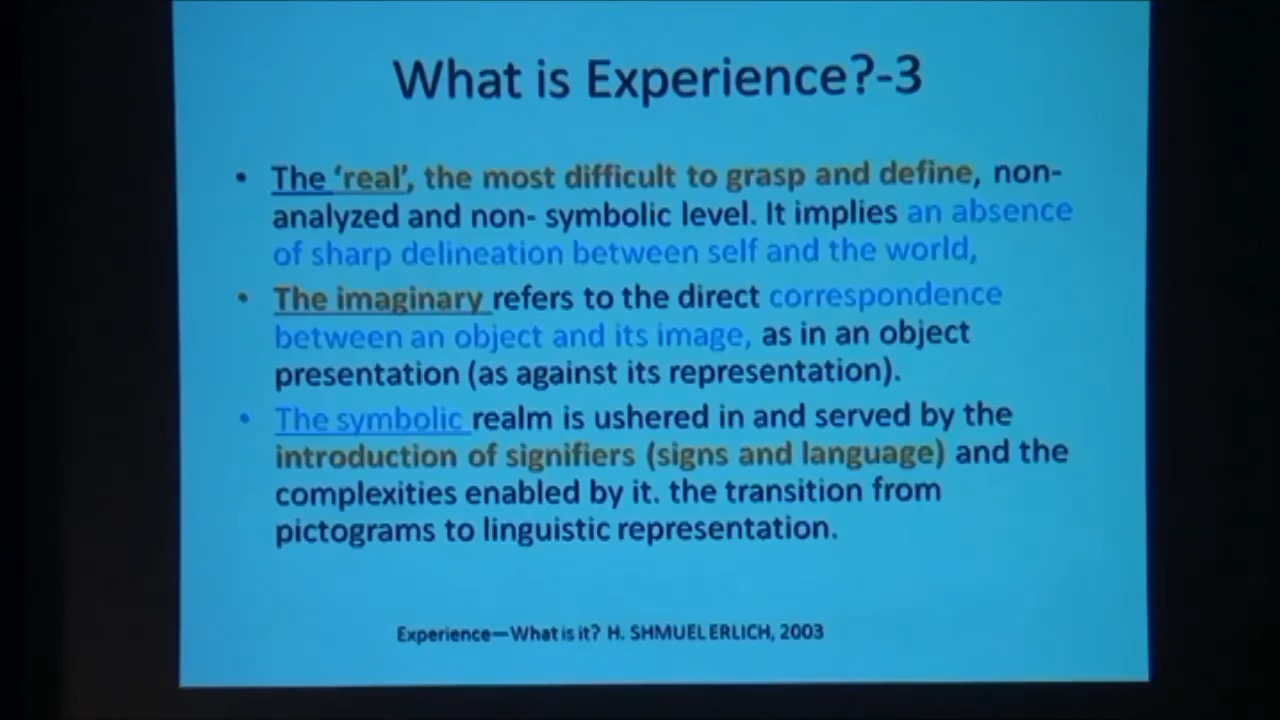 What is Experience?-3
• The ‘real’, the most difficult to grasp and define, non-
analyzed and non- symbolic level. It implies an absence
of sharp delineation between self and the world,
• The imaginary refers to the direct correspondence
between an object and its image, as in an object
presentation (as against its representation).
• The symbolic realm is ushered in and served by the
introduction of signifiers (signs and language) and the
complexities enabled by it. the transition from
pictograms to linguistic representation.
Experience—What is it? H. SHMUEL ERLICH, 2003